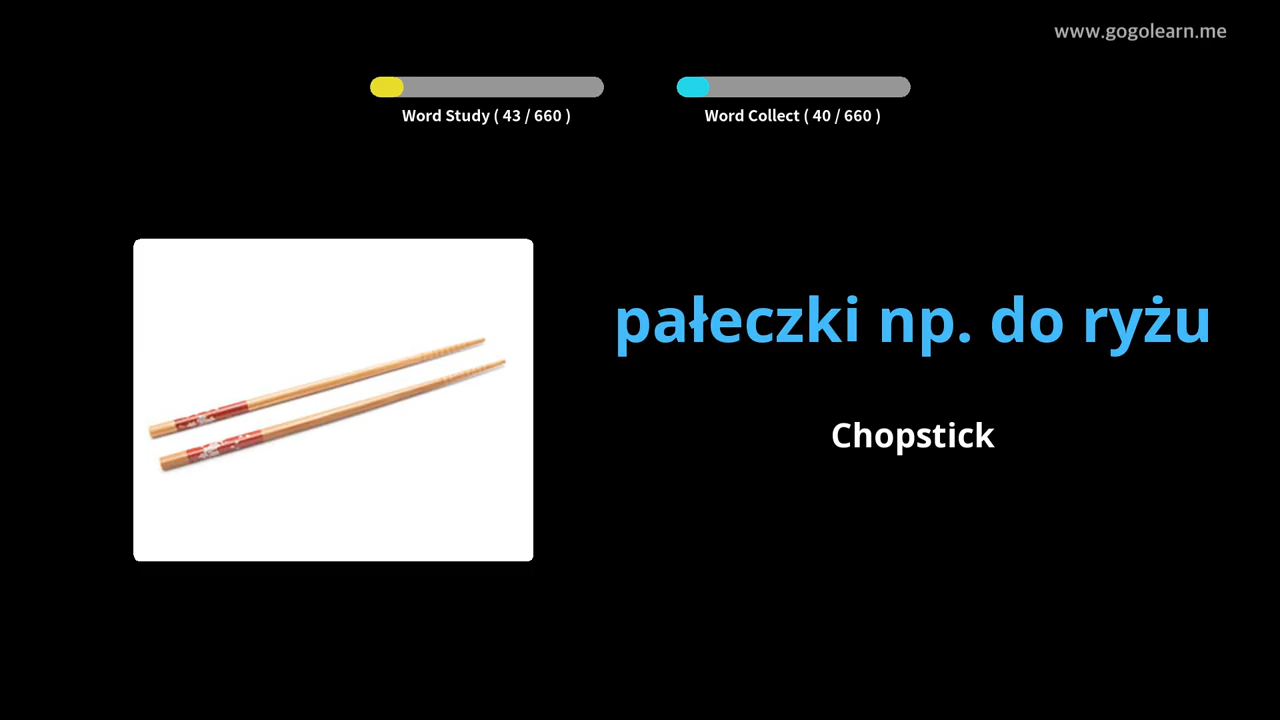 www.gogolearn.me
Word Study ( 43 / 660 )
Word Collect ( 40 / 660 )
pałeczki np. do ryżu
Chopstick